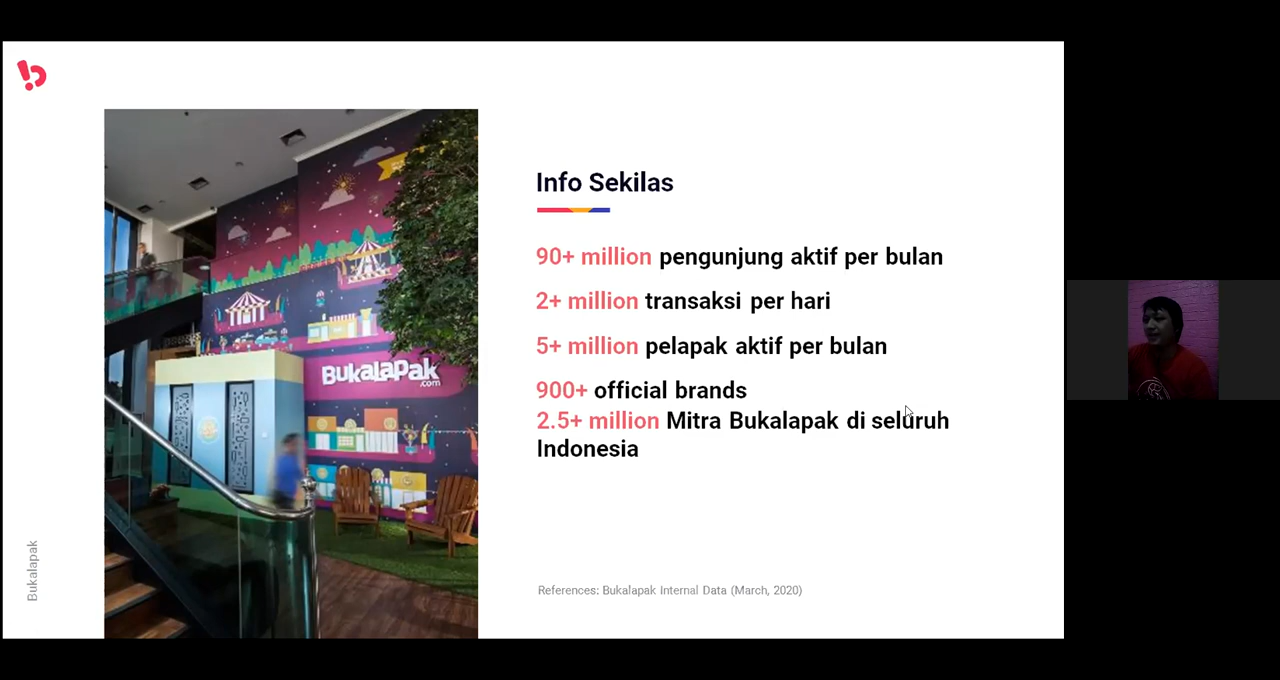 Info Sekilas
90+ million pengunjung aktif per bulan
2+ million transaksi per hari
5+ million pelapak aktif per bulan
900+ official brands
2.5+ million Mitra Bukalapak di seluruh
Indonesia
BukaLapak
.com
References: Bukalapak Internal Data (March, 2020)
Bukalapak